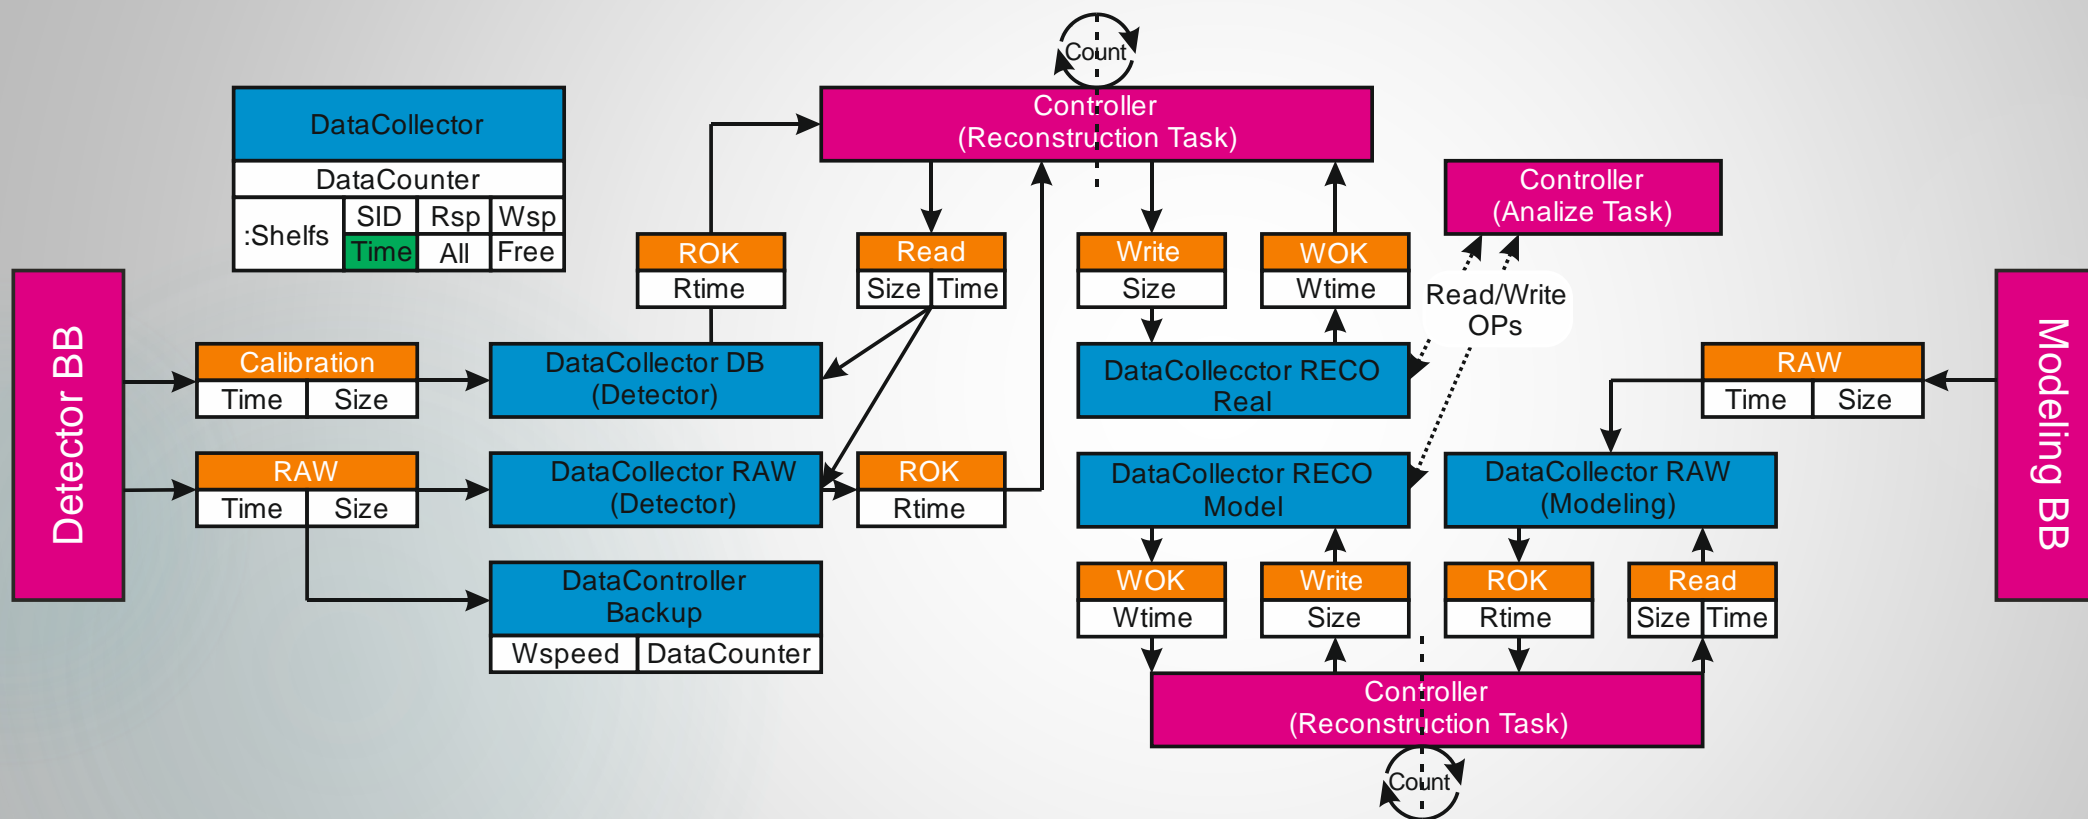 Count
Controller
(Reconstruction Task)
DataCollector
DataCounter
:Shelfs
SID
Rsp
Wsp
Time
All
Free
Controller
(Analize Task)
ROK
Rtime
Read
Size
Time
Write
Size
WOK
Wtime
Read/Write
OPs
Detector BB
Calibration
Time
Size
DataCollector DB
(Detector)
DataCollecctor RECO
Real
RAW
Time
Size
Modeling BB
RAW
Time
Size
DataCollector RAW
(Detector)
ROK
Rtime
DataCollector RECO
Model
DataCollector RAW
(Modeling)
DataController
Backup
Wspeed
DataCounter
WOK
Wtime
Write
Size
ROK
Rtime
Read
Size
Time
Controller
(Reconstruction Task)
Count